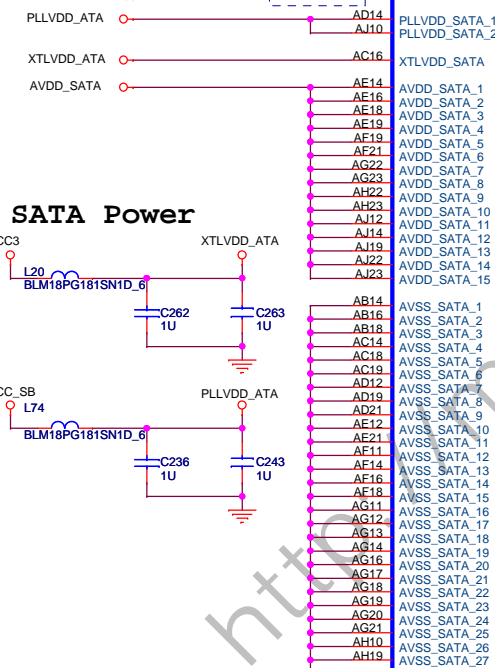 PLLVDD_ATA
AD14 PLLVDD_SATA_1
AJ10 PLLVDD_SATA_2
XTLVDD_ATA
AC16 XTLVDD_SATA
AVDD_SATA
AE14 AVDD_SATA_1
AE16 AVDD_SATA_2
AE18 AVDD_SATA_3
AE19 AVDD_SATA_4
AF19 AVDD_SATA_5
AF21 AVDD_SATA_6
AG22 AVDD_SATA_7
AG23 AVDD_SATA_8
AH22 AVDD_SATA_9
AH23 AVDD_SATA_10
AJ12 AVDD_SATA_11
AJ14 AVDD_SATA_12
AJ19 AVDD_SATA_13
AJ22 AVDD_SATA_14
AJ23 AVDD_SATA_15
SATA Power
CC3
XTLVDD_ATA
L20
BLM18PG181SN1D_6
C262
1U
C263
1U
CC_SB
PLLVDD_ATA
L74
BLM18PG181SN1D_6
C236
1U
C243
1U
AB14 AVSS_SATA_1
AB16 AVSS_SATA_2
AB18 AVSS_SATA_3
AC14 AVSS_SATA_4
AC18 AVSS_SATA_5
AC19 AVSS_SATA_6
AD12 AVSS_SATA_7
AD19 AVSS_SATA_8
AD21 AVSS_SATA_9
AE12 AVSS_SATA_10
AE21 AVSS_SATA_11
AF11 AVSS_SATA_12
AF14 AVSS_SATA_13
AF16 AVSS_SATA_14
AF18 AVSS_SATA_15
AG11 AVSS_SATA_16
AG12 AVSS_SATA_17
AG13 AVSS_SATA_18
AG14 AVSS_SATA_19
AG16 AVSS_SATA_20
AG17 AVSS_SATA_21
AG18 AVSS_SATA_22
AG19 AVSS_SATA_23
AG20 AVSS_SATA_24
AG21 AVSS_SATA_25
AH10 AVSS_SATA_26
AH19 AVSS_SATA_27
http://m